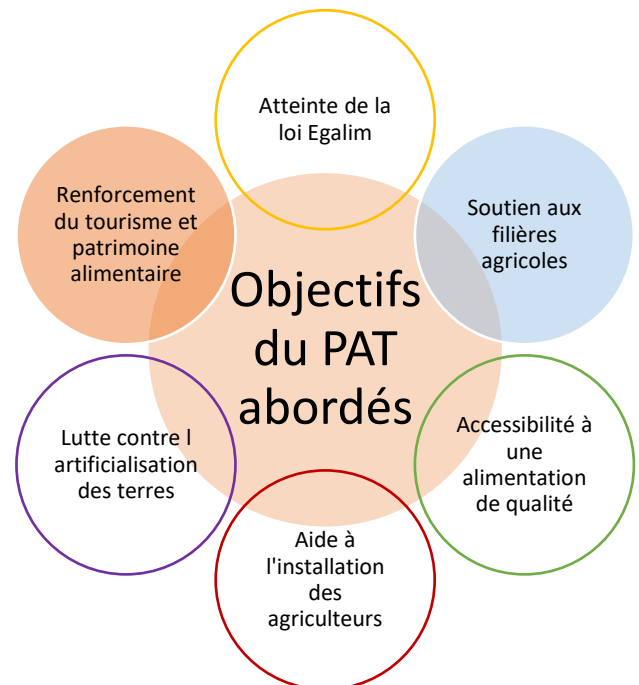 Atteinte de la
loi Egalim
Renforcement
du tourisme et
patrimoine
alimentaire
Soutien aux
filières
agricoles
Objectifs
du PAT
abordés
Lutte contre l
artificialisation
des terres
Accessibilité à
une
alimentation
de qualité
Aide à
l'installation
des
agriculteurs